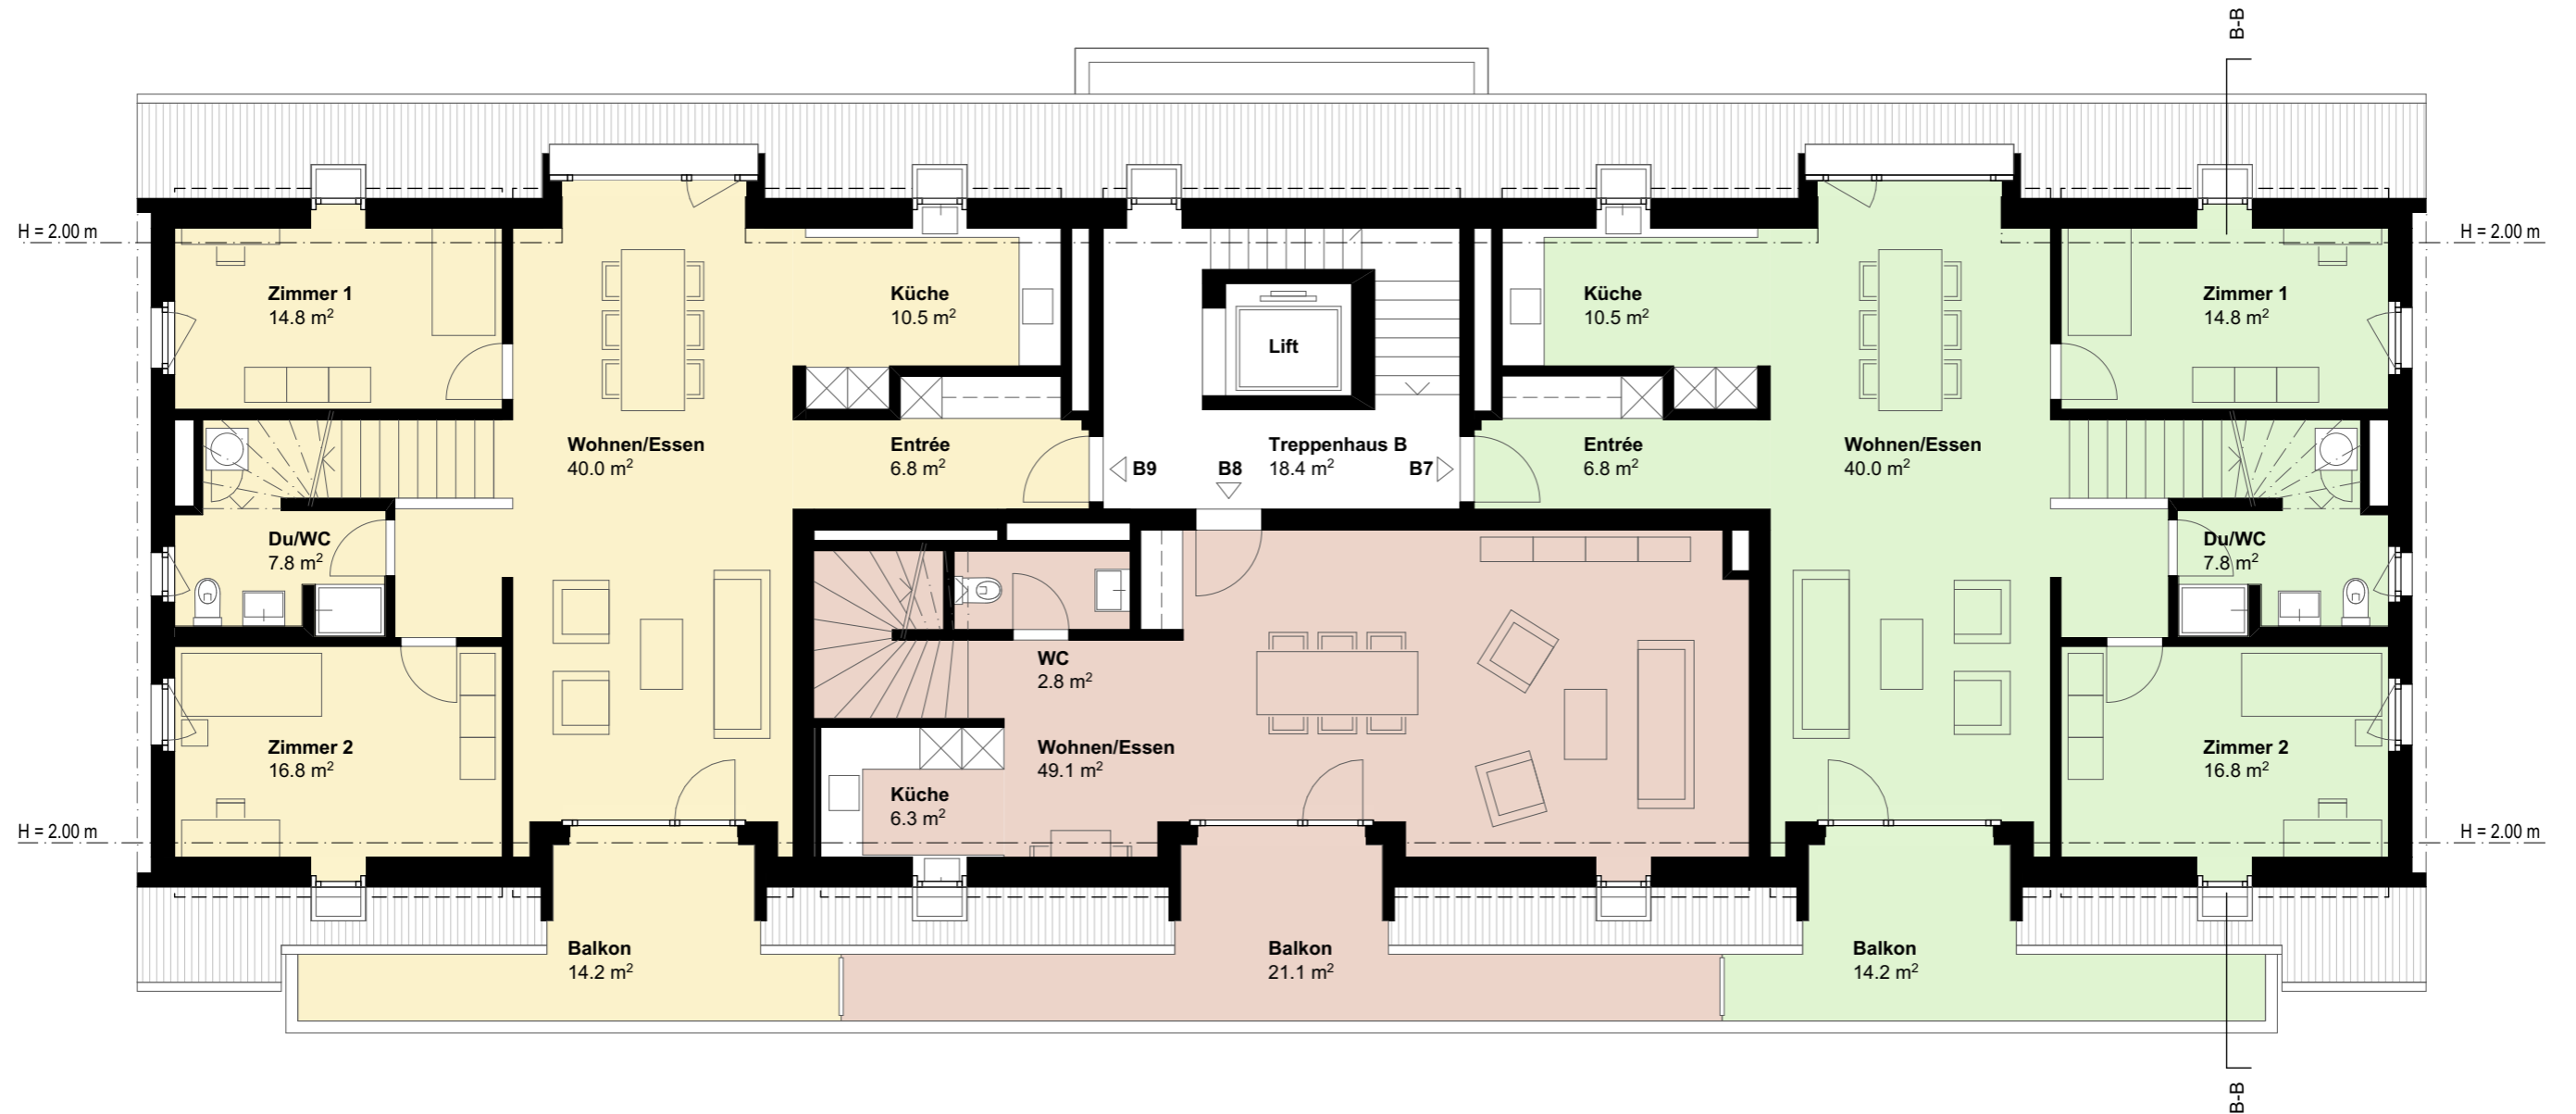 B-B
H = 2.00 m
H = 2.00 m
Zimmer 1
14.8 m²
Küche
10.5 m²
Lift
Küche
10.5 m²
Zimmer 1
14.8 m²
Wohnen/Essen
40.0 m²
Entrée
6.8 m²
B9
B8
Treppenhaus B
18.4 m²
B7
Entrée
6.8 m²
Wohnen/Essen
40.0 m²
Du/WC
7.8 m²
Du/WC
7.8 m²
WC
2.8 m²
Zimmer 2
16.8 m²
Wohnen/Essen
49.1 m²
Küche
6.3 m²
Zimmer 2
16.8 m²
H = 2.00 m
H = 2.00 m
Balkon
14.2 m²
Balkon
21.1 m²
Balkon
14.2 m²
B-B